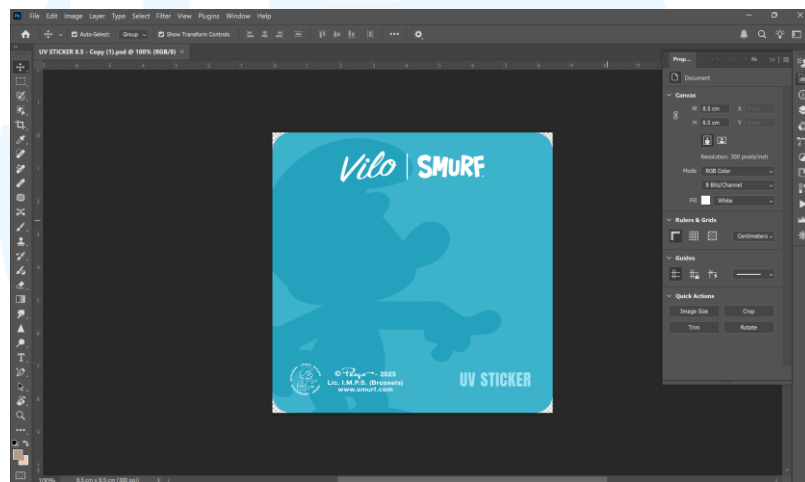 Ps File Edit Image Layer Type Select Filter View Plugins Window Help
Auto-Select: Group Show Transform Controls
UV STICKER 8.5 - Copy (1).psd @ 100% (RGB/8) ×
Prop...
Document
Canvas
W 8.5 cm X
H 8.5 cm Y
Resolution: 300 pixels/inch
Mode RGB Color
8 Bits/Channel
Fill White
Rulers & Grids
Centimeters
Guides
Quick Actions
Image Size Crop
Trim Rotate
Vilo SMURF
© Peyo - 2025
Lic. I.M.P.S. (Brussels)
www.smurf.com
UV STICKER
100% 8.5 cm x 8.5 cm (300 ppi)